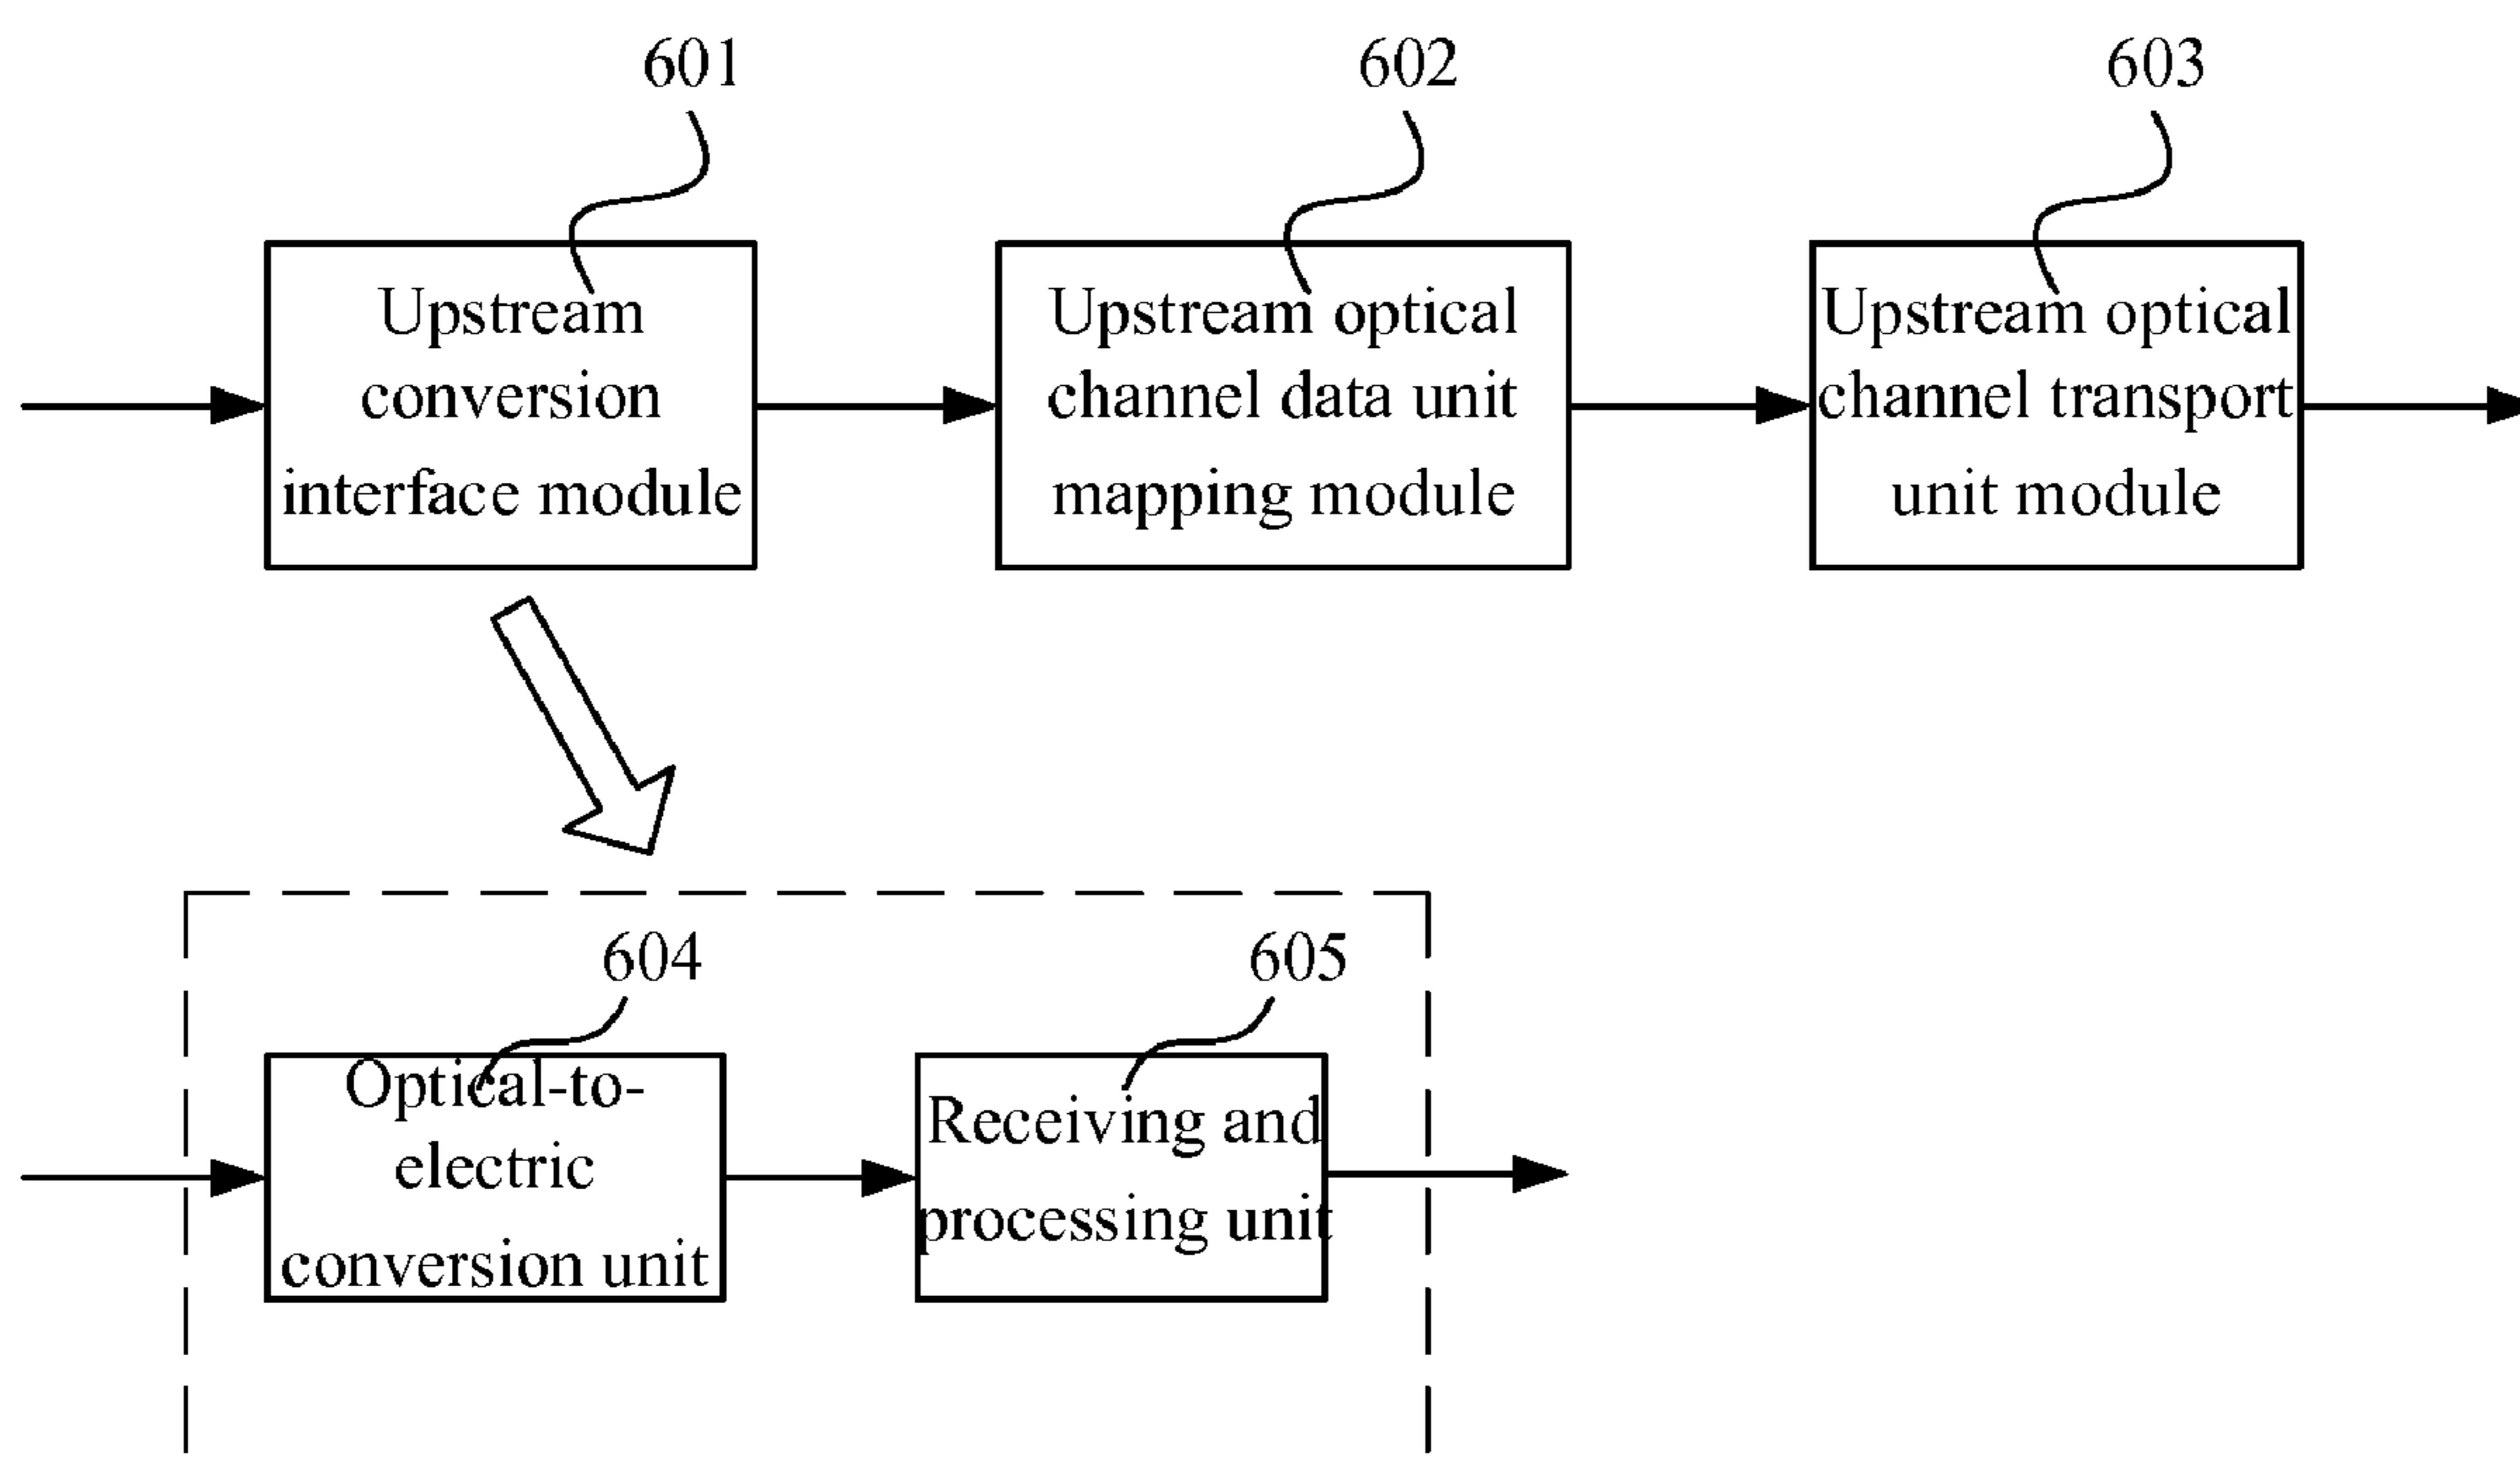 601
602
603
Upstream
conversion
interface module
Upstream optical
channel data unit
mapping module
Upstream optical
channel transport
unit module
604
605
Optical-to-
electric
conversion unit
Receiving and
processing unit